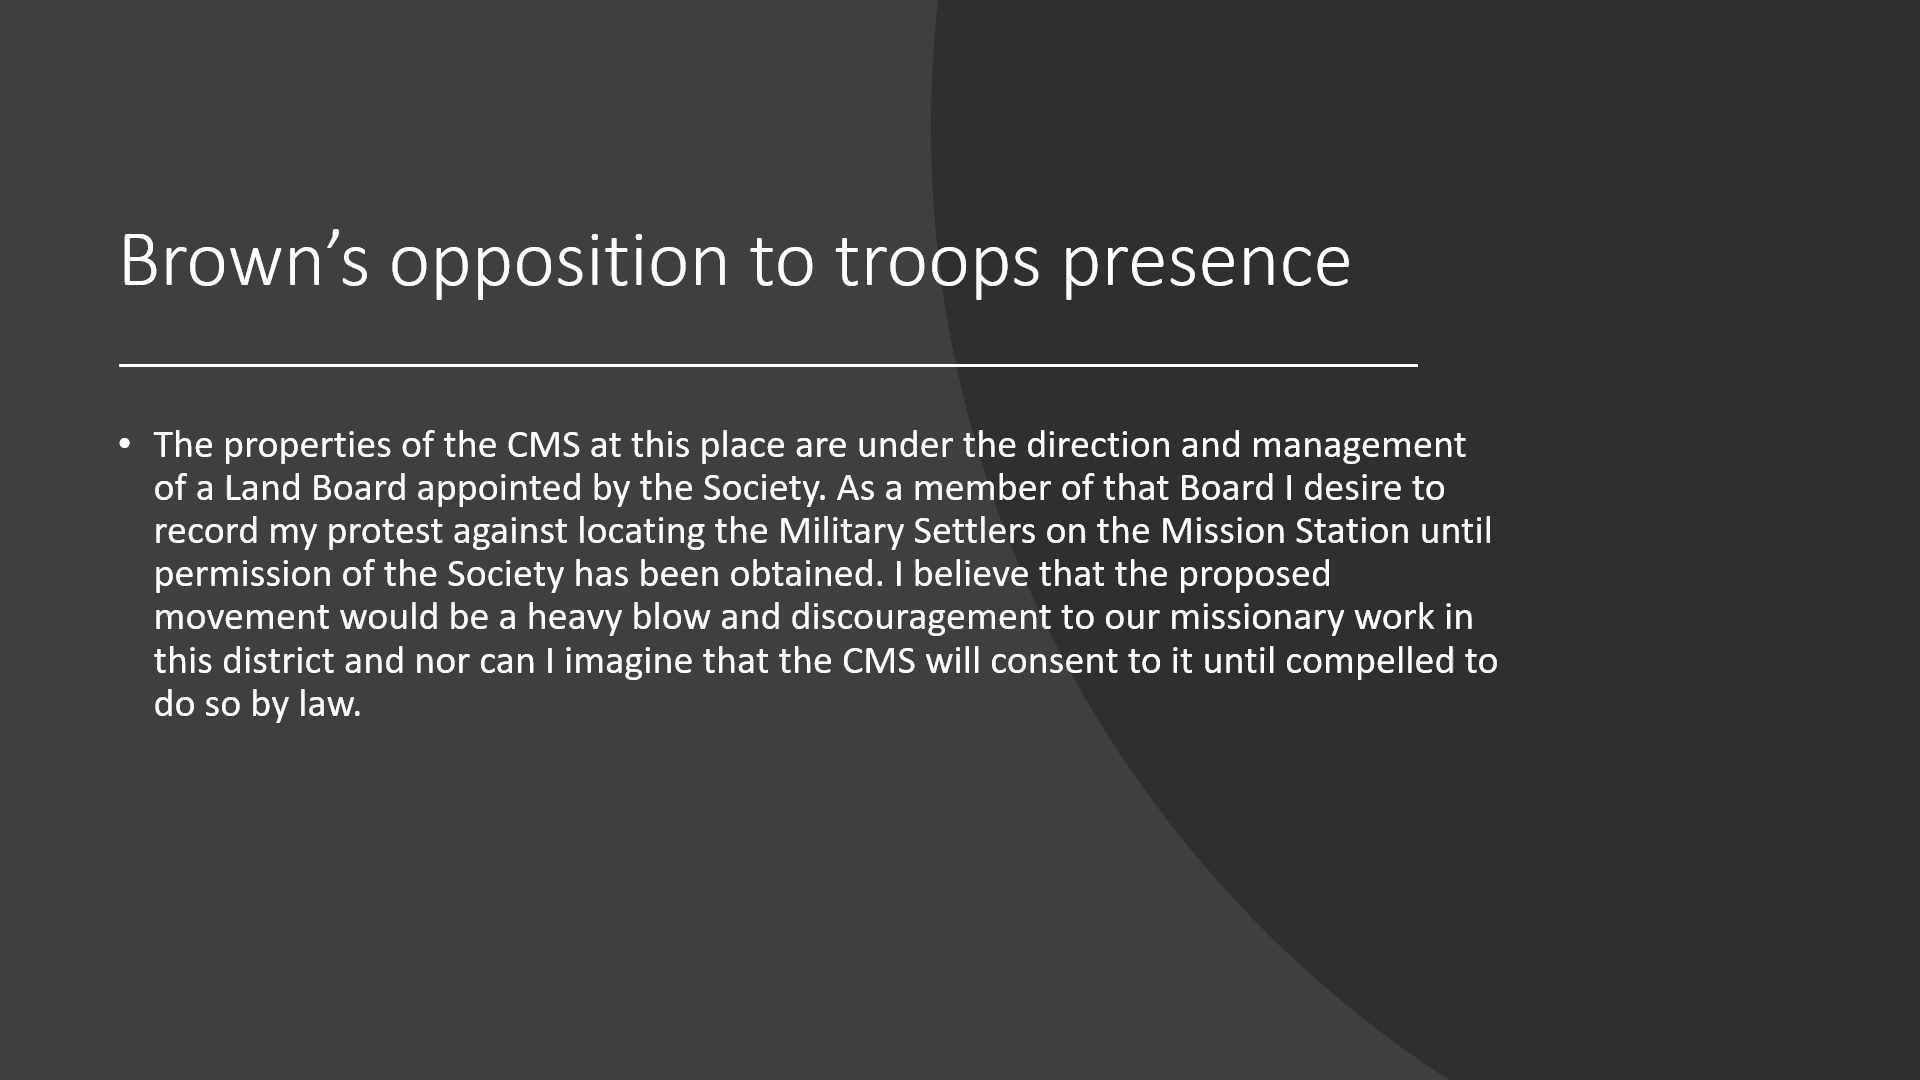 Brown’s opposition to troops presence
• The properties of the CMS at this place are under the direction and management
of a Land Board appointed by the Society. As a member of that Board I desire to
record my protest against locating the Military Settlers on the Mission Station until
permission of the Society has been obtained. I believe that the proposed
movement would be a heavy blow and discouragement to our missionary work in
this district and nor can I imagine that the CMS will consent to it until compelled to
do so by law.